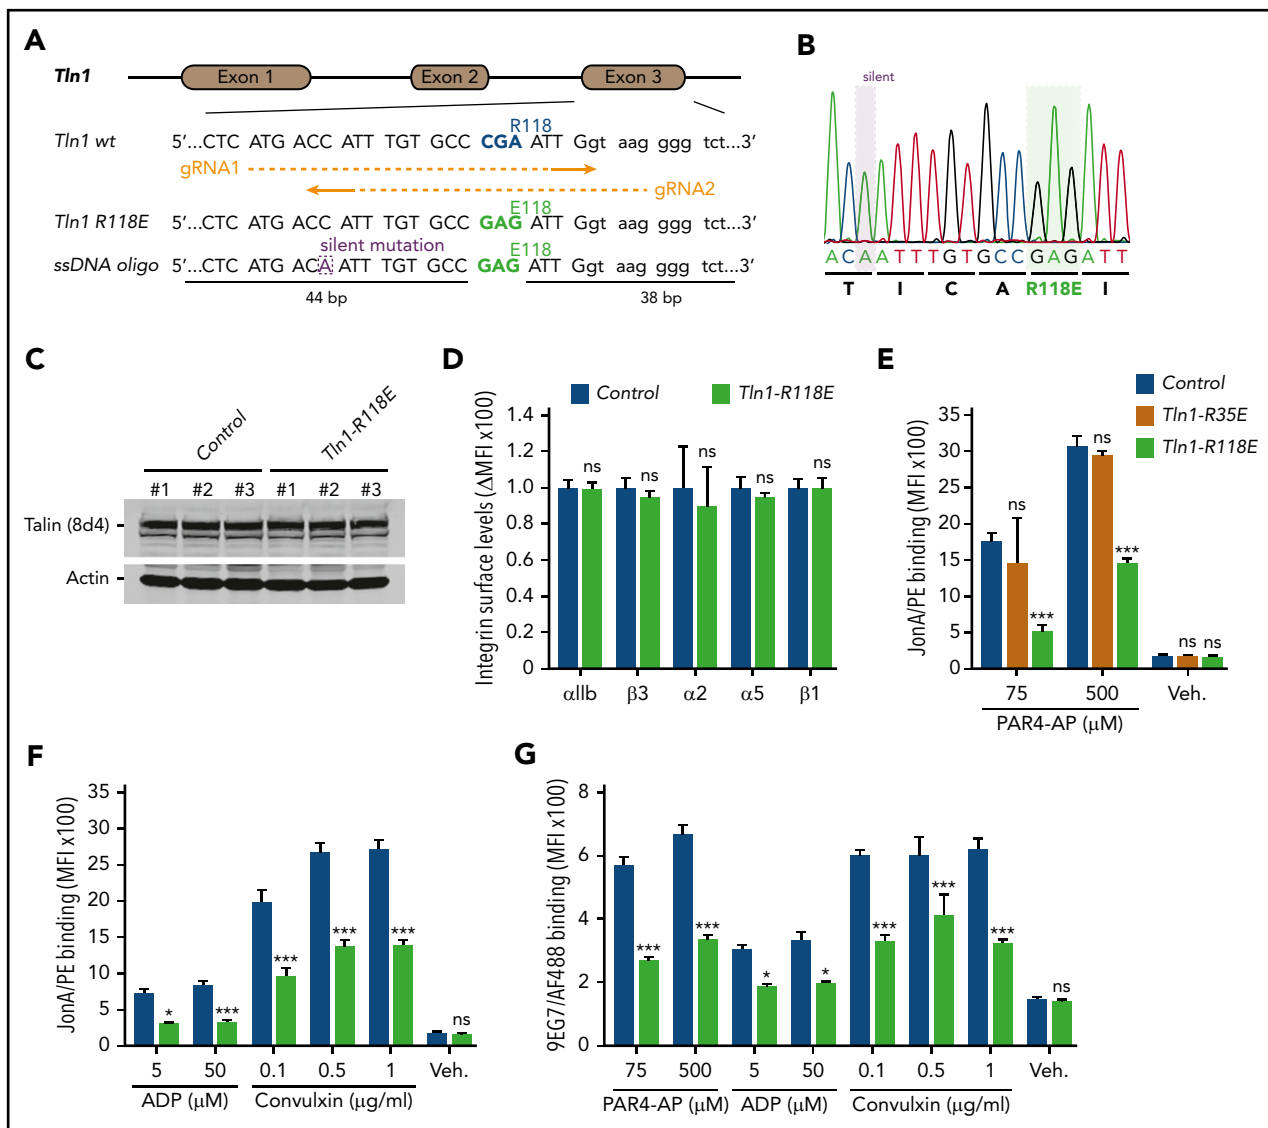 A
Tln1
Exon 1
Exon 2
Exon 3
R118
Tln1 wt
5'...CTC ATG ACC ATT TGT GCC CGA ATT Ggt aag ggg tct...3'
gRNA1
gRNA2
E118
Tln1 R118E
5'...CTC ATG ACC ATT TGT GCC GAG ATT Ggt aag ggg tct...3'
silent mutation
E118
ssDNA oligo
5'...CTC ATG ACA ATT TGT GCC GAG ATT Ggt aag ggg tct...3'
44 bp
38 bp
B
silent
ACAATTTGTGCCGAGATT
T I C A R118E I
C
Control
Tln1-R118E
#1 #2 #3 #1 #2 #3
Talin (8d4)
Actin
D
Control
Tln1-R118E
Integrin surface levels (ΔMFI x100)
1.4
1.2
1.0
0.8
0.6
0.4
0.2
0
ns ns ns ns ns
αIIb β3 α2 α5 β1
E
Control
Tln1-R35E
Tln1-R118E
JonA/PE binding (MFI x100)
35
30
25
20
15
10
5
0
ns *** ns *** ns ns
75 500 Veh.
PAR4-AP (μM)
F
JonA/PE binding (MFI x100)
35
30
25
20
15
10
5
0
* *** *** *** *** ns
5 50 0.1 0.5 1 Veh.
ADP (μM) Convulxin (μg/ml)
G
9EG7/AF488 binding (MFI x100)
8
6
4
2
0
*** *** * * *** *** *** ns
75 500 5 50 0.1 0.5 1 Veh.
PAR4-AP (μM) ADP (μM) Convulxin (μg/ml)